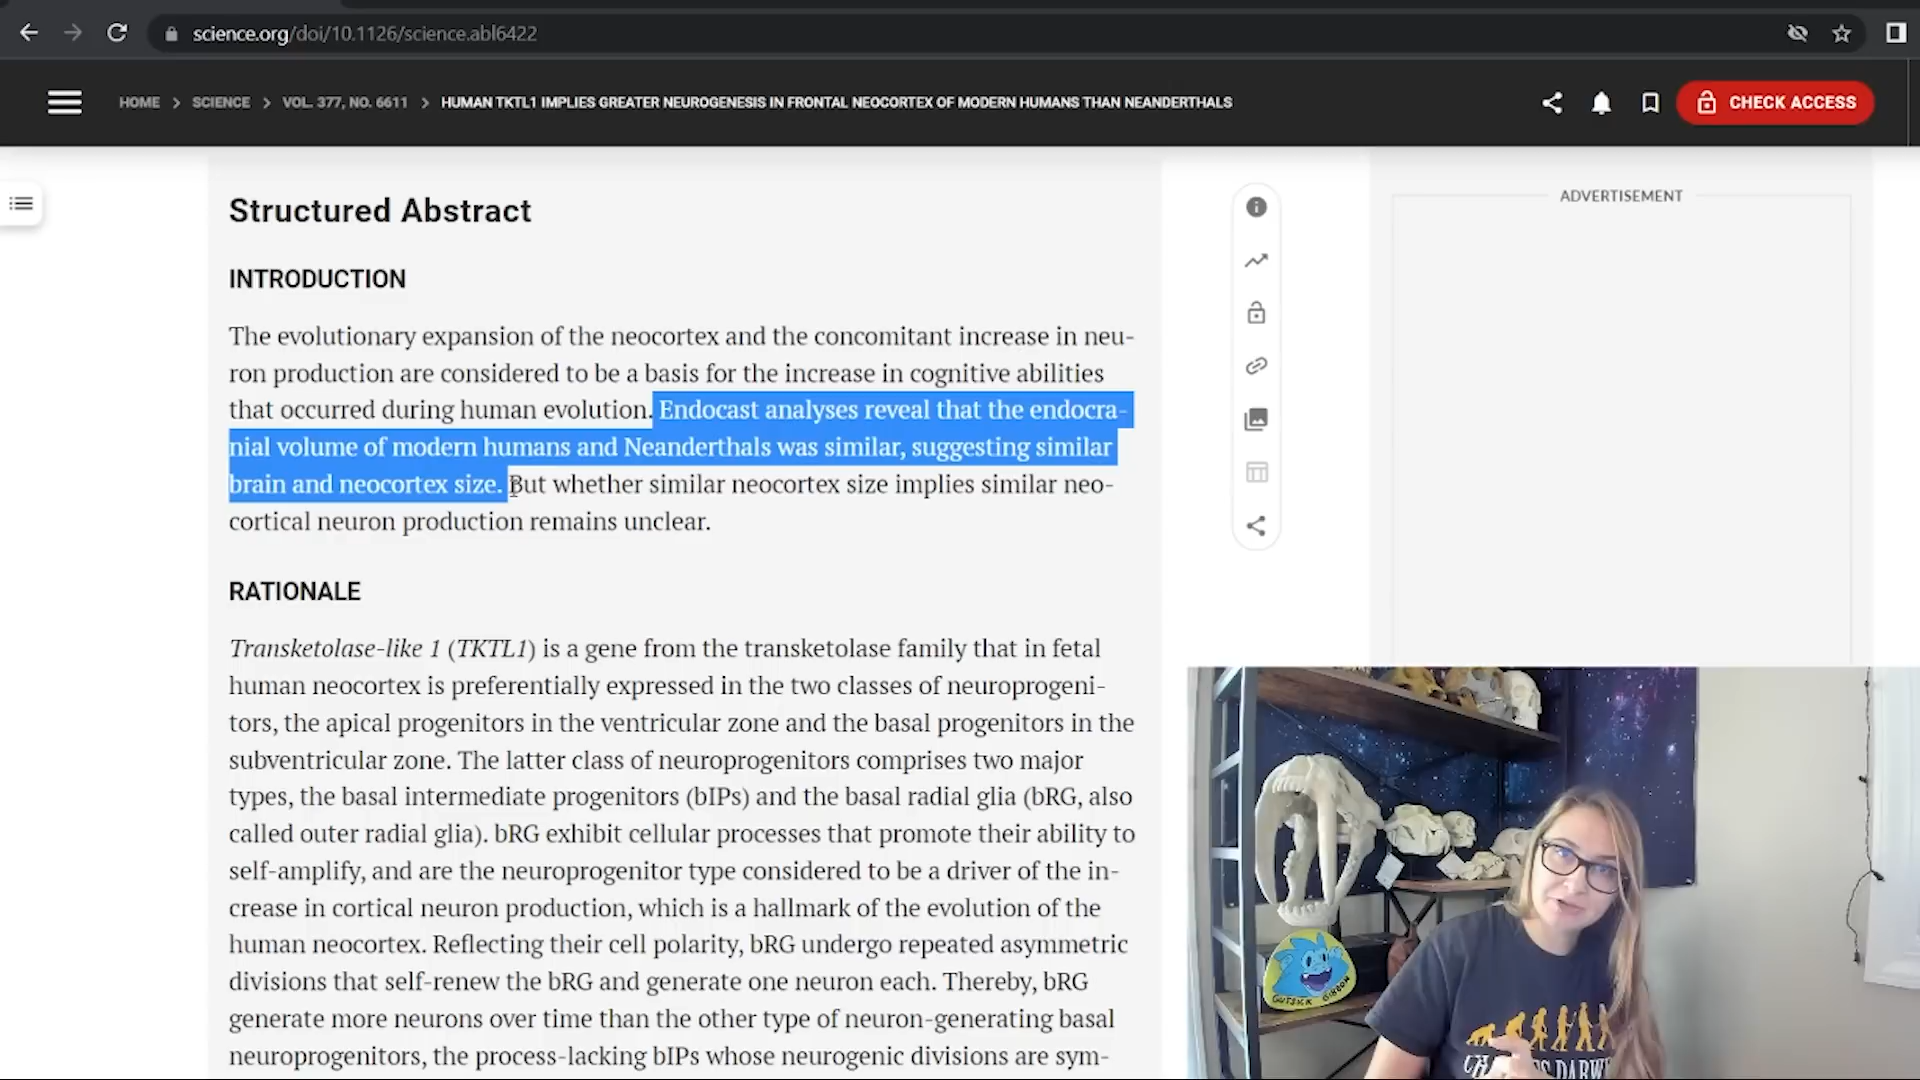 science.org/doi/10.1126/science.abl6422
HOME > SCIENCE > VOL. 377, NO. 6611 > HUMAN TKTL1 IMPLIES GREATER NEUROGENESIS IN FRONTAL NEOCORTEX OF MODERN HUMANS THAN NEANDERTHALS
CHECK ACCESS
Structured Abstract
INTRODUCTION
The evolutionary expansion of the neocortex and the concomitant increase in neu-
ron production are considered to be a basis for the increase in cognitive abilities
that occurred during human evolution. Endocast analyses reveal that the endocra-
nial volume of modern humans and Neanderthals was similar, suggesting similar
brain and neocortex size. But whether similar neocortex size implies similar neo-
cortical neuron production remains unclear.
RATIONALE
Transketolase-like 1 (TKTL1) is a gene from the transketolase family that in fetal
human neocortex is preferentially expressed in the two classes of neuroprogeni-
tors, the apical progenitors in the ventricular zone and the basal progenitors in the
subventricular zone. The latter class of neuroprogenitors comprises two major
types, the basal intermediate progenitors (bIPs) and the basal radial glia (bRG, also
called outer radial glia). bRG exhibit cellular processes that promote their ability to
self-amplify, and are the neuroprogenitor type considered to be a driver of the in-
crease in cortical neuron production, which is a hallmark of the evolution of the
human neocortex. Reflecting their cell polarity, bRG undergo repeated asymmetric
divisions that self-renew the bRG and generate one neuron each. Thereby, bRG
generate more neurons over time than the other type of neuron-generating basal
neuroprogenitors, the process-lacking bIPs whose neurogenic divisions are sym-
ADVERTISEMENT
GUTSICK GIBBON